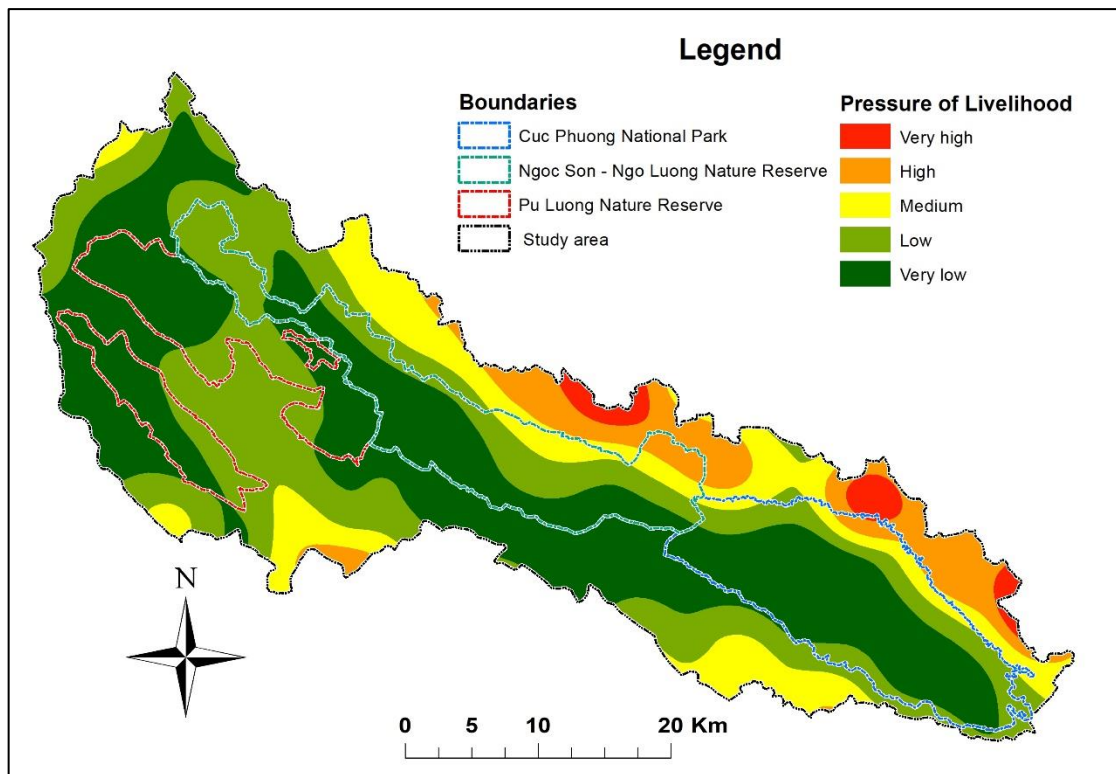 Legend
Boundaries
Cuc Phuong National Park
Ngoc Son - Ngo Luong Nature Reserve
Pu Luong Nature Reserve
Study area
Pressure of Livelihood
Very high
High
Medium
Low
Very low
N
0 5 10 20 Km